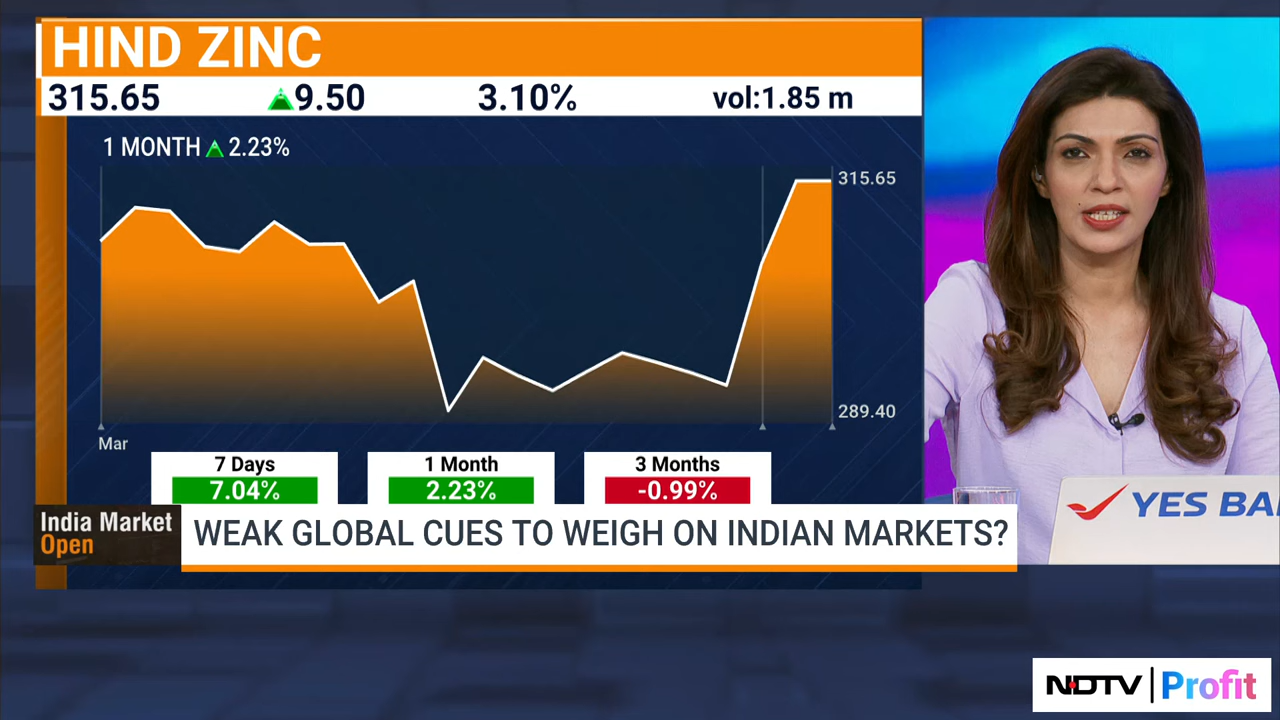 HIND ZINC
315.65 9.50 3.10% vol:1.85 m
1 MONTH 2.23%
315.65
289.40
Mar
7 Days 1 Month 3 Months
7.04% 2.23% -0.99%
India Market
Open
WEAK GLOBAL CUES TO WEIGH ON INDIAN MARKETS?
YES BA
NDTV Profit